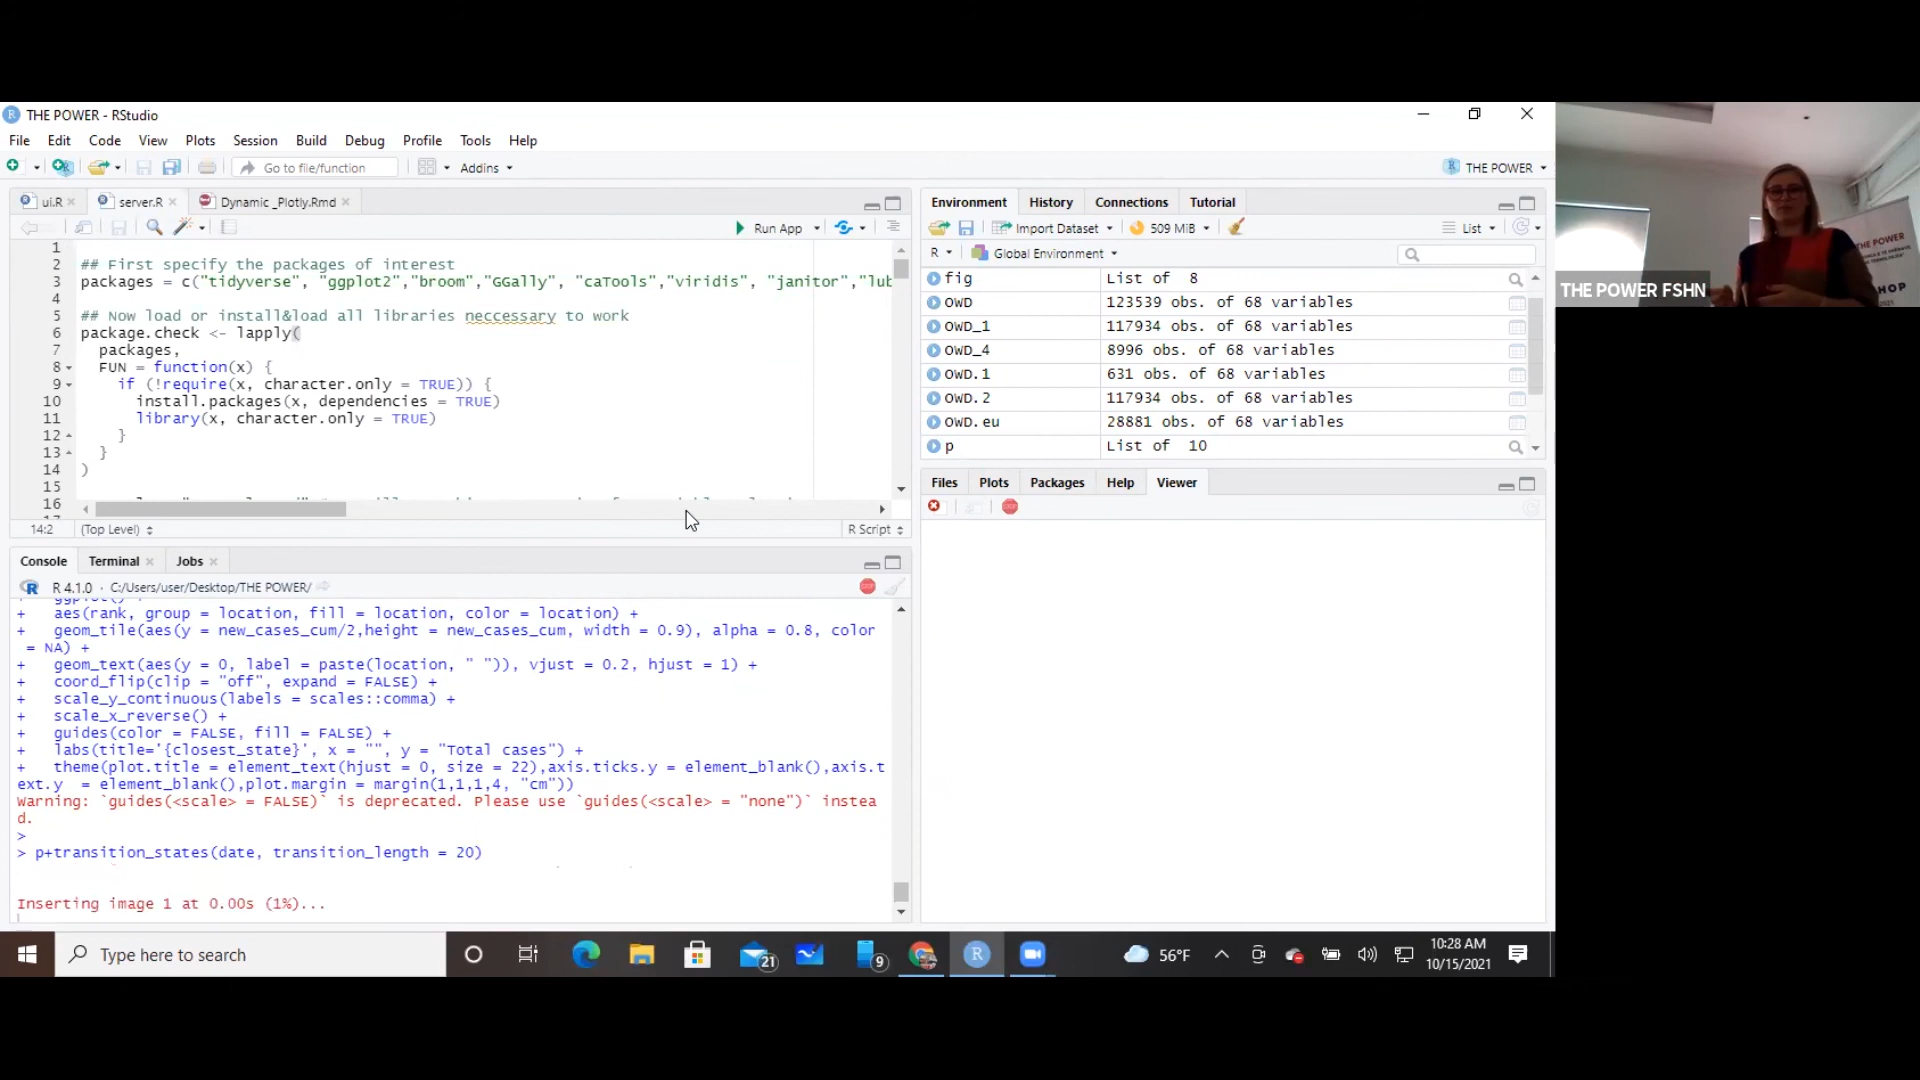 THE POWER - RStudio
File Edit Code View Plots Session Build Debug Profile Tools Help
Go to file/function Addins THE POWER
ui.R server.R Dynamic _Plotly.Rmd
Run App
1
2 ## First specify the packages of interest
3 packages = c("tidyverse", "ggplot2","broom","GGally", "caTools","viridis", "janitor","lub
4
5 ## Now load or install&load all libraries neccessary to work
6 package.check <- lapply(
7 packages,
8 FUN = function(x) {
9 if (!require(x, character.only = TRUE)) {
10 install.packages(x, dependencies = TRUE)
11 library(x, character.only = TRUE)
12 }
13 }
14 )
15
16
14:2 (Top Level) R Script
Console Terminal Jobs
R 4.1.0 · C:/Users/user/Desktop/THE POWER/
+ ggplot() +
+ aes(rank, group = location, fill = location, color = location) +
+ geom_tile(aes(y = new_cases_cum/2,height = new_cases_cum, width = 0.9), alpha = 0.8, color
= NA) +
+ geom_text(aes(y = 0, label = paste(location, " ")), vjust = 0.2, hjust = 1) +
+ coord_flip(clip = "off", expand = FALSE) +
+ scale_y_continuous(labels = scales::comma) +
+ scale_x_reverse() +
+ guides(color = FALSE, fill = FALSE) +
+ labs(title='{closest_state}', x = "", y = "Total cases") +
+ theme(plot.title = element_text(hjust = 0, size = 22),axis.ticks.y = element_blank(),axis.t
ext.y = element_blank(),plot.margin = margin(1,1,1,4, "cm"))
Warning: `guides(<scale> = FALSE)` is deprecated. Please use `guides(<scale> = "none")` instea
d.
>
> p+transition_states(date, transition_length = 20)
Inserting image 1 at 0.00s (1%)...
Environment History Connections Tutorial
Import Dataset 509 MiB List
R Global Environment
fig List of 8
OWD 123539 obs. of 68 variables
OWD_1 117934 obs. of 68 variables
OWD_4 8996 obs. of 68 variables
OWD.1 631 obs. of 68 variables
OWD.2 117934 obs. of 68 variables
OWD.eu 28881 obs. of 68 variables
p List of 10
Files Plots Packages Help Viewer
THE POWER
HOP
2021
THE POWER FSHN
Type here to search
21
9
56°F
10:28 AM
10/15/2021